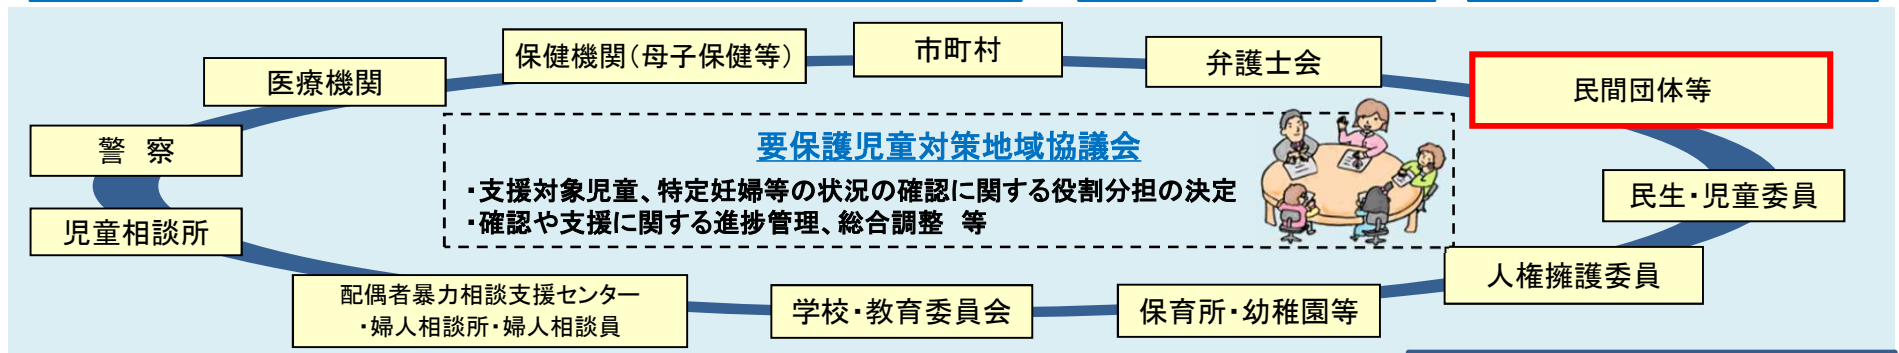 保健機関(母子保健等)
市町村
弁護士会
民間団体等
医療機関
警　察
要保護児童対策地域協議会
・支援対象児童、特定妊婦等の状況の確認に関する役割分担の決定
・確認や支援に関する進捗管理、総合調整　等
民生・児童委員
児童相談所
人権擁護委員
配偶者暴力相談支援センター
・婦人相談所・婦人相談員
学校・教育委員会
保育所・幼稚園等